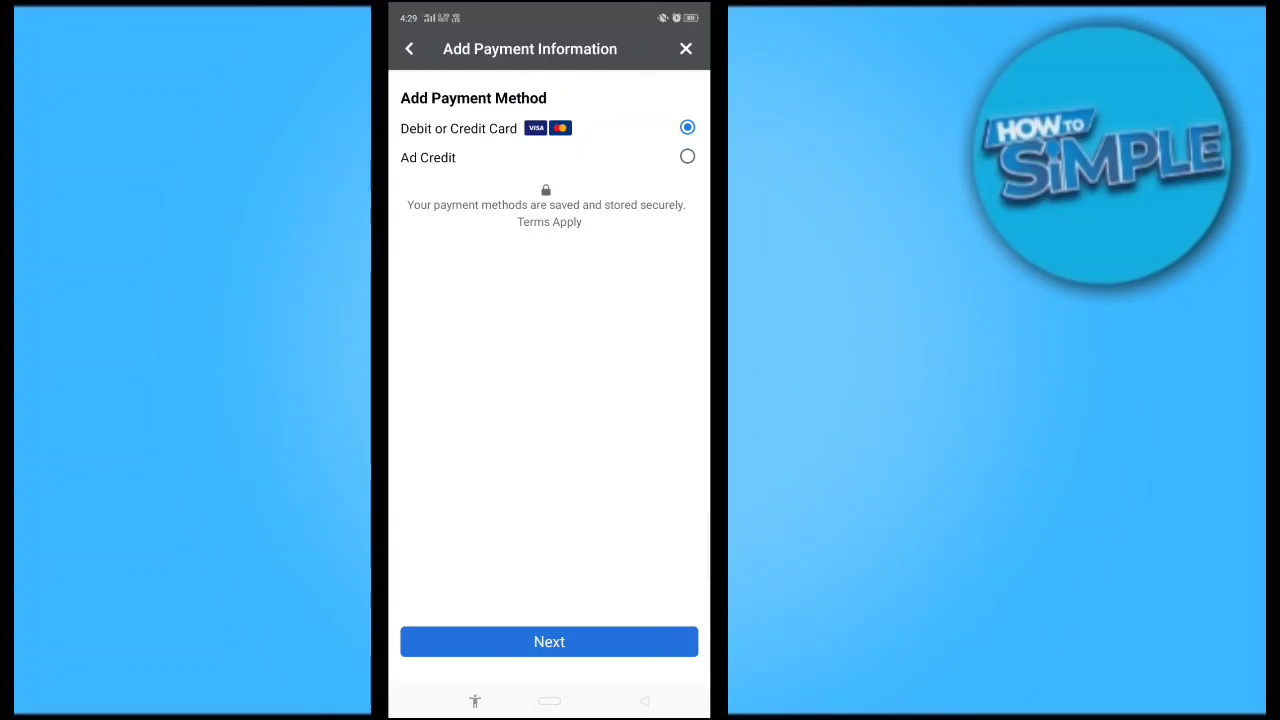 4:29
Add Payment Information
HOW TO
SiMPLE
Add Payment Method
Debit or Credit Card VISA
Ad Credit
Your payment methods are saved and stored securely.
Terms Apply
Next